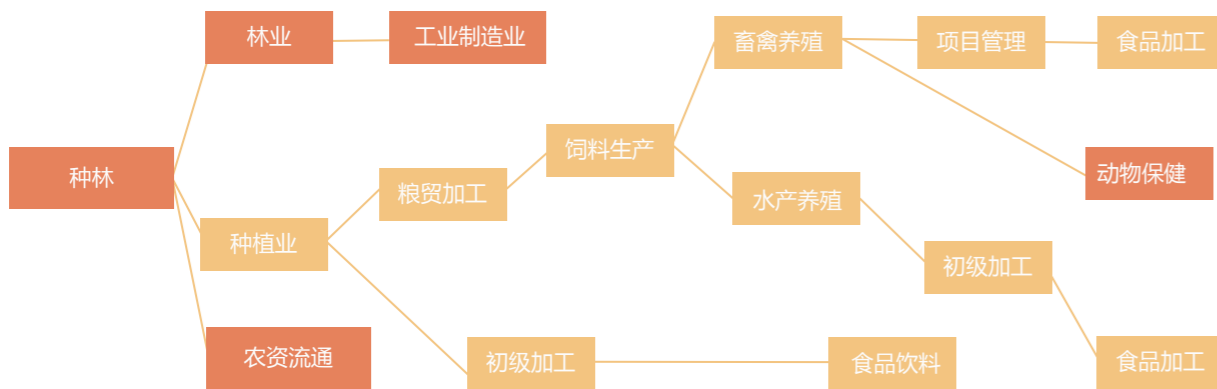 林业
工业制造业
畜禽养殖
项目管理
食品加工
种林
饲料生产
动物保健
粮贸加工
水产养殖
种植业
初级加工
农资流通
初级加工
食品饮料
食品加工